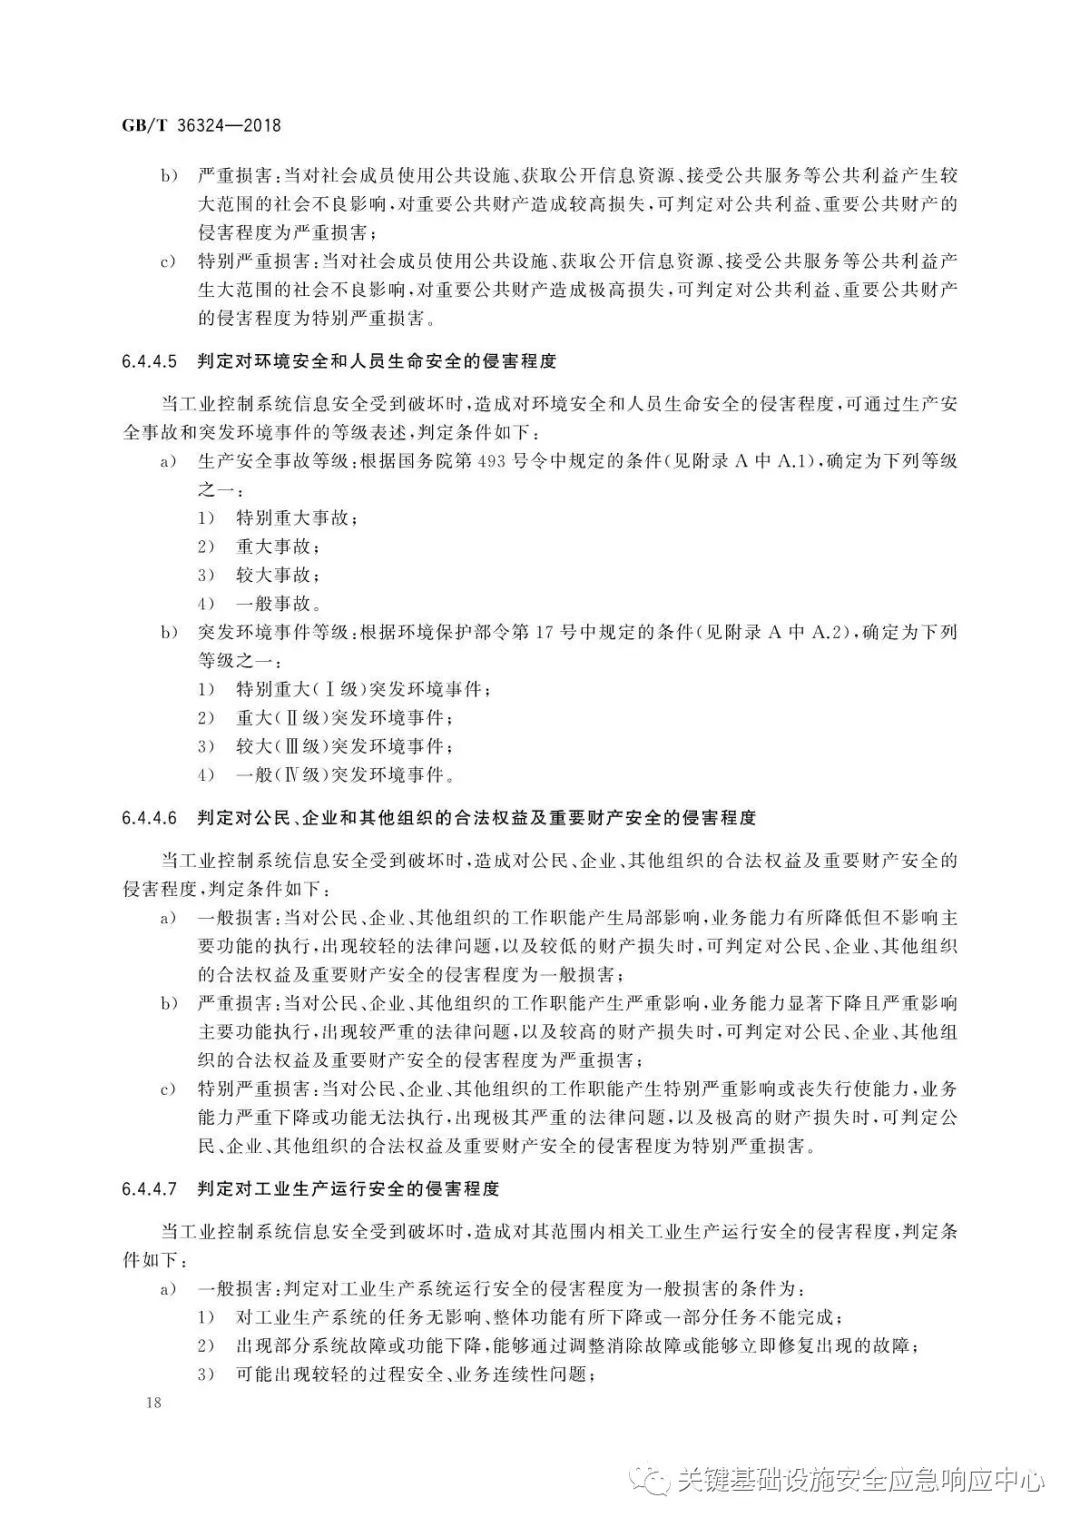 GB/T 36324—2018
b) 严重损害:当对社会成员使用公共设施、获取公开信息资源、接受公共服务等公共利益产生较
大范围的社会不良影响,对重要公共财产造成较高损失,可判定对公共利益、重要公共财产的
侵害程度为严重损害;
c) 特别严重损害:当对社会成员使用公共设施、获取公开信息资源、接受公共服务等公共利益产
生大范围的社会不良影响,对重要公共财产造成极高损失,可判定对公共利益、重要公共财产
的侵害程度为特别严重损害。
6.4.4.5 判定对环境安全和人员生命安全的侵害程度
当工业控制系统信息安全受到破坏时,造成对环境安全和人员生命安全的侵害程度,可通过生产安
全事故和突发环境事件的等级表述,判定条件如下:
a) 生产安全事故等级:根据国务院第 493 号令中规定的条件(见附录 A 中 A.1),确定为下列等级
之一:
1) 特别重大事故;
2) 重大事故;
3) 较大事故;
4) 一般事故。
b) 突发环境事件等级:根据环境保护部令第 17 号中规定的条件(见附录 A 中 A.2),确定为下列
等级之一:
1) 特别重大(Ⅰ级)突发环境事件;
2) 重大(Ⅱ级)突发环境事件;
3) 较大(Ⅲ级)突发环境事件;
4) 一般(Ⅳ级)突发环境事件。
6.4.4.6 判定对公民、企业和其他组织的合法权益及重要财产安全的侵害程度
当工业控制系统信息安全受到破坏时,造成对公民、企业、其他组织的合法权益及重要财产安全的
侵害程度,判定条件如下:
a) 一般损害:当对公民、企业、其他组织的工作职能产生局部影响,业务能力有所降低但不影响主
要功能的执行,出现较轻的法律问题,以及较低的财产损失时,可判定对公民、企业、其他组织
的合法权益及重要财产安全的侵害程度为一般损害;
b) 严重损害:当对公民、企业、其他组织的工作职能产生严重影响,业务能力显著下降且严重影响
主要功能执行,出现较严重的法律问题,以及较高的财产损失时,可判定对公民、企业、其他组
织的合法权益及重要财产安全的侵害程度为严重损害;
c) 特别严重损害:当对公民、企业、其他组织的工作职能产生特别严重影响或丧失行使能力,业务
能力严重下降或功能无法执行,出现极其严重的法律问题,以及极高的财产损失时,可判定公
民、企业、其他组织的合法权益及重要财产安全的侵害程度为特别严重损害。
6.4.4.7 判定对工业生产运行安全的侵害程度
当工业控制系统信息安全受到破坏时,造成对其范围内相关工业生产运行安全的侵害程度,判定条
件如下:
a) 一般损害:判定对工业生产系统运行安全的侵害程度为一般损害的条件为:
1) 对工业生产系统的任务无影响、整体功能有所下降或一部分任务不能完成;
2) 出现部分系统故障或功能下降,能够通过调整消除故障或能够立即修复出现的故障;
3) 可能出现较轻的过程安全、业务连续性问题;
18
关键基础设施安全应急响应中心